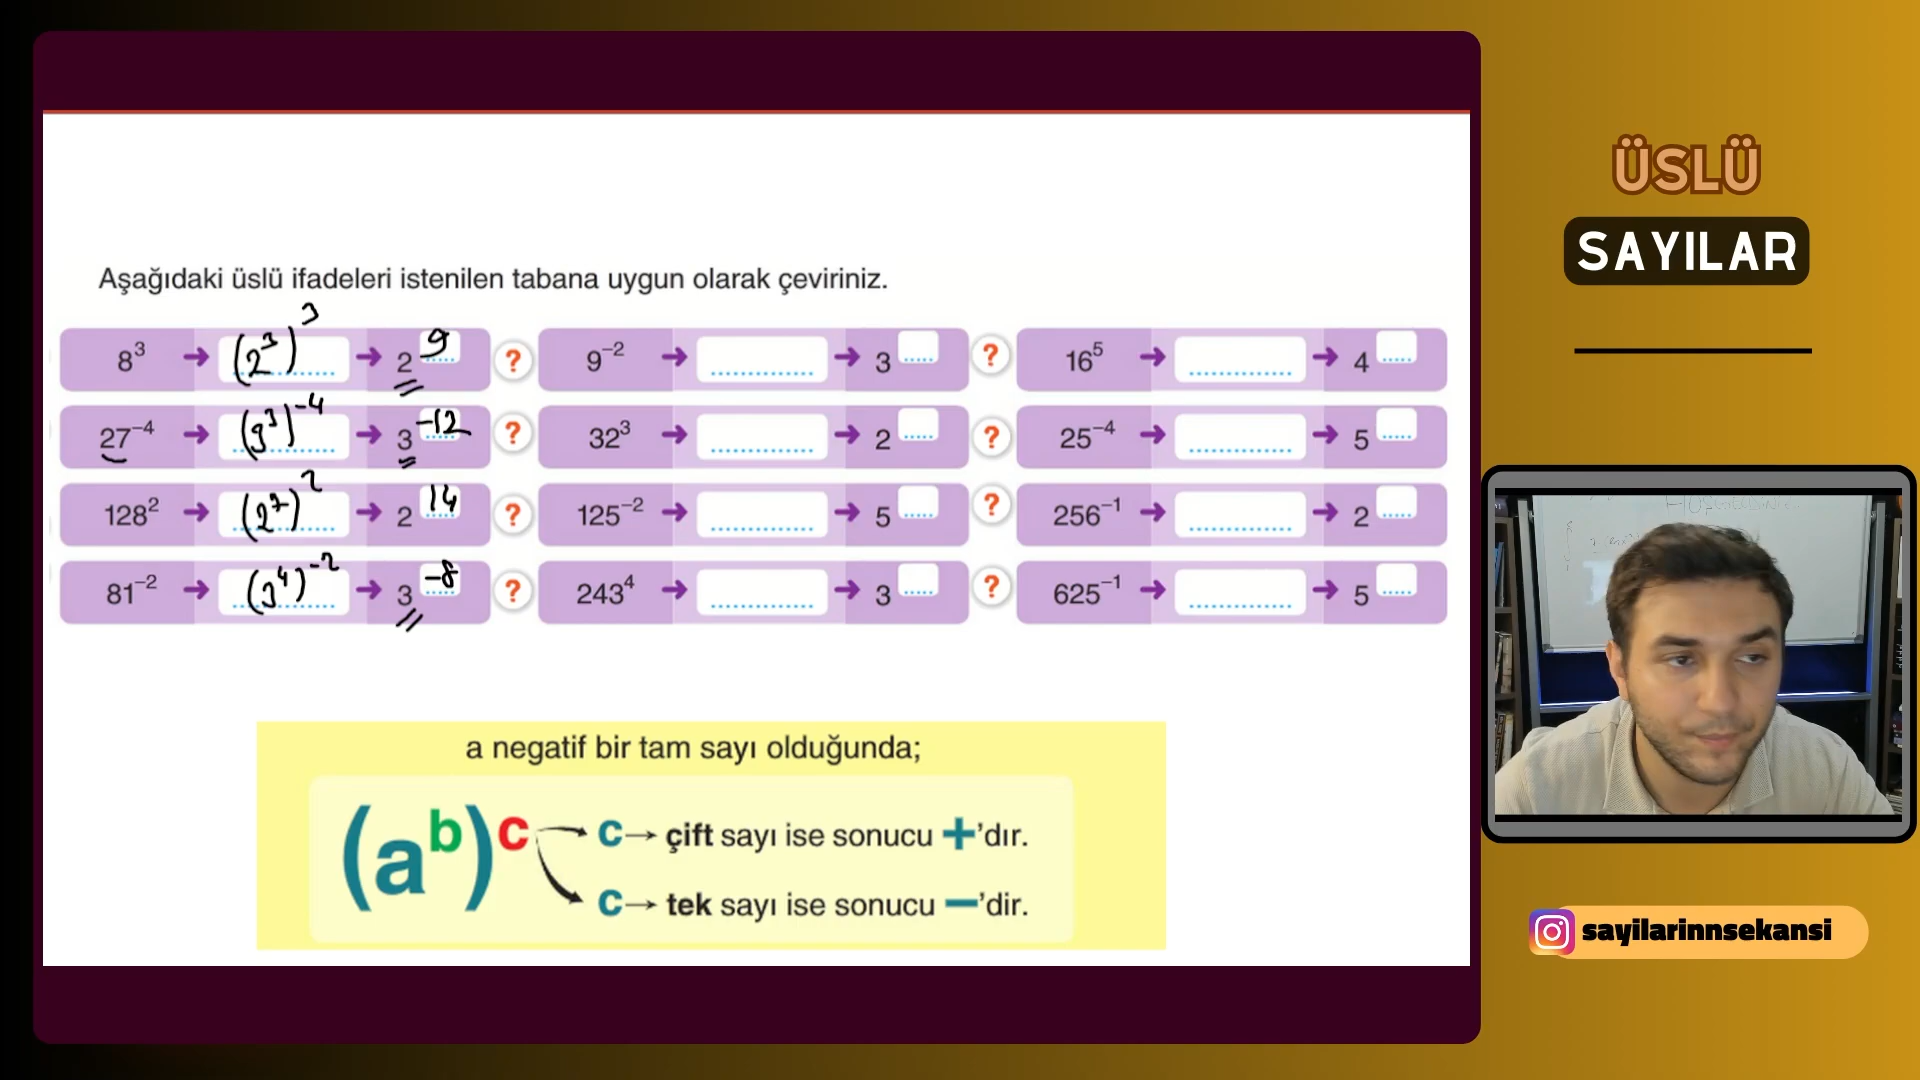 ÜSLÜ
SAYILAR
Aşağıdaki üslü ifadeleri istenilen tabana uygun olarak çeviriniz.
8³ → (2³)³ → 2⁹ ? 9⁻² → ............ → 3 ..... ? 16⁵ → ............ → 4 .....
27⁻⁴ → (3³)⁻⁴ → 3⁻¹² ? 32³ → ............ → 2 ..... ? 25⁻⁴ → ............ → 5 .....
128² → (2⁷)² → 2¹⁴ ? 125⁻² → ............ → 5 ..... ? 256⁻¹ → ............ → 2 .....
81⁻² → (3⁴)⁻² → 3⁻⁸ ? 243⁴ → ............ → 3 ..... ? 625⁻¹ → ............ → 5 .....
a negatif bir tam sayı olduğunda;
(aᵇ)ᶜ
c→ çift sayı ise sonucu +'dır.
c→ tek sayı ise sonucu −'dir.
sayilarinnsekansi